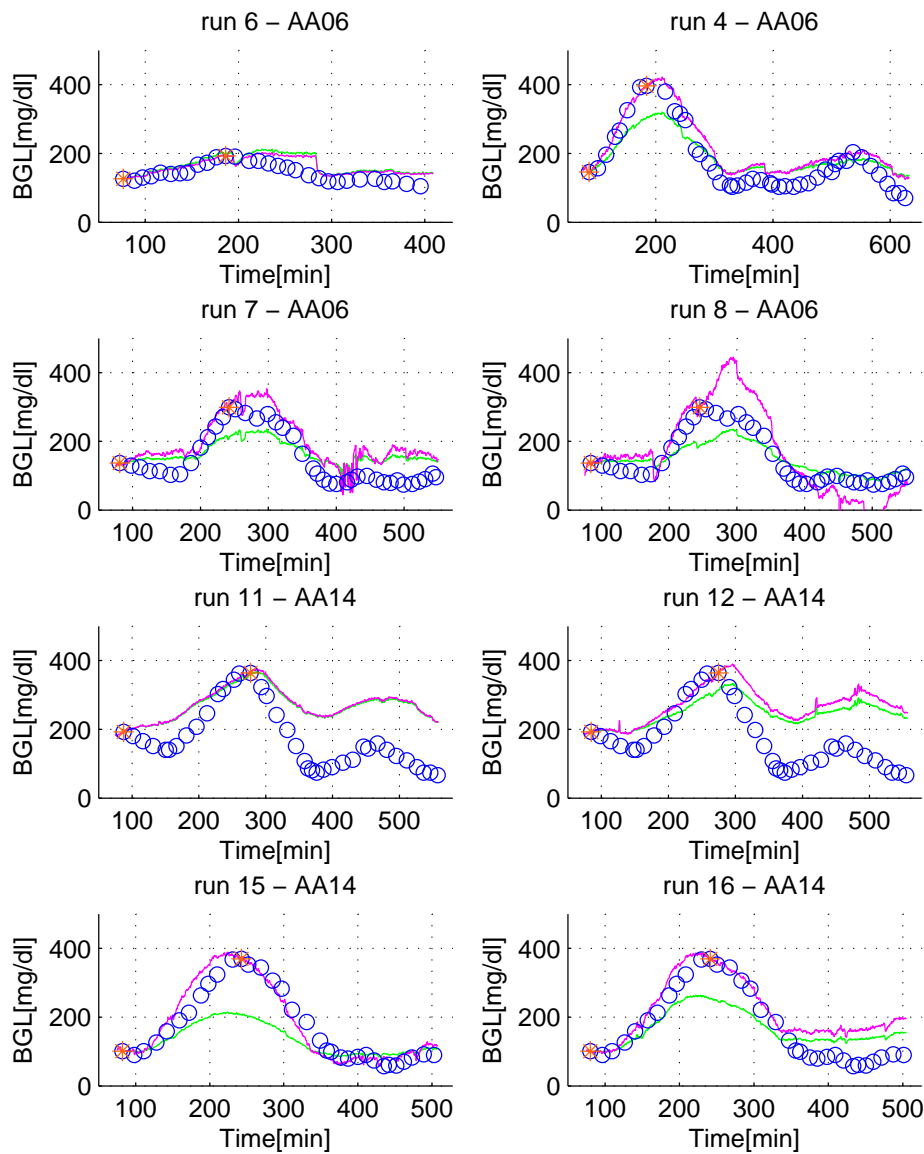 run 6 − AA06
run 4 − AA06
BGL[mg/dl]
400
200
0
100 200 300 400
Time[min]
BGL[mg/dl]
400
200
0
200 400 600
Time[min]
run 7 − AA06
run 8 − AA06
BGL[mg/dl]
400
200
0
100 200 300 400 500
Time[min]
BGL[mg/dl]
400
200
0
100 200 300 400 500
Time[min]
run 11 − AA14
run 12 − AA14
BGL[mg/dl]
400
200
0
100 200 300 400 500
Time[min]
BGL[mg/dl]
400
200
0
100 200 300 400 500
Time[min]
run 15 − AA14
run 16 − AA14
BGL[mg/dl]
400
200
0
100 200 300 400 500
Time[min]
BGL[mg/dl]
400
200
0
100 200 300 400 500
Time[min]